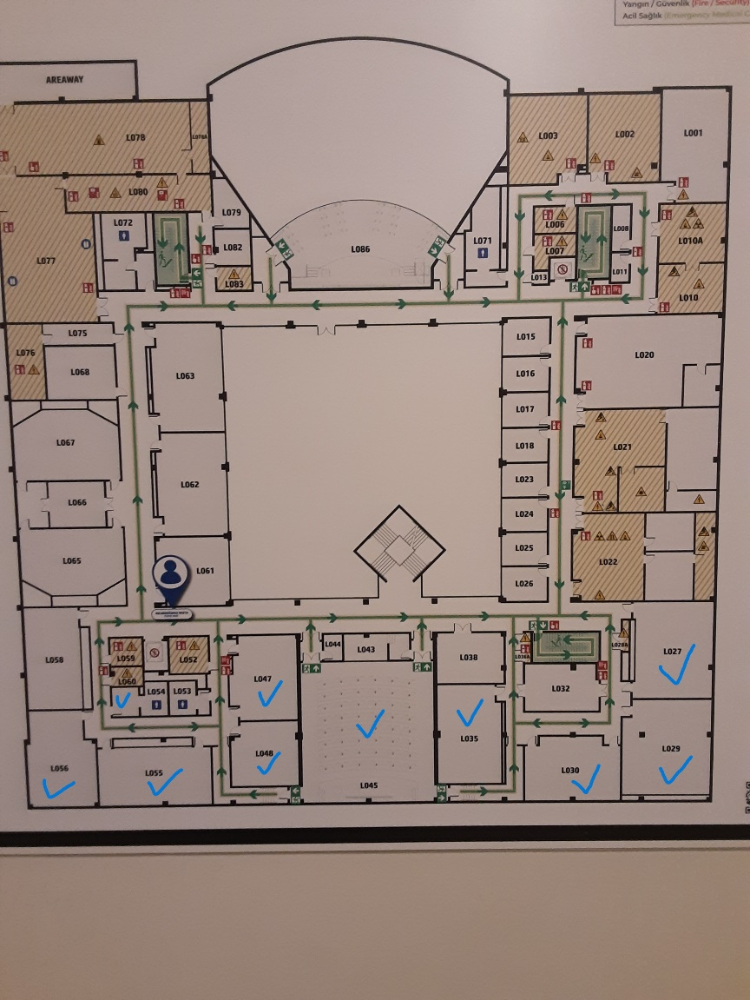 Yangın / Güvenlik (Fire / Security)
Acil Sağlık (Emergency Medical
AREAWAY
L078
L078A
L003
L002
L001
L080
L079
L072
L082
L083
L077
L086
L071
L006
L007
L008
L013
L011
L010A
L010
L075
L076
L068
L063
L015
L016
L017
L018
L020
L067
L066
L065
L062
L061
L023
L024
L025
L026
L021
L022
L058
L059
L060
L052
L054
L053
L047
L044
L043
L038
L036A
L028A
L027
L032
L048
L035
L056
L055
L045
L030
L029